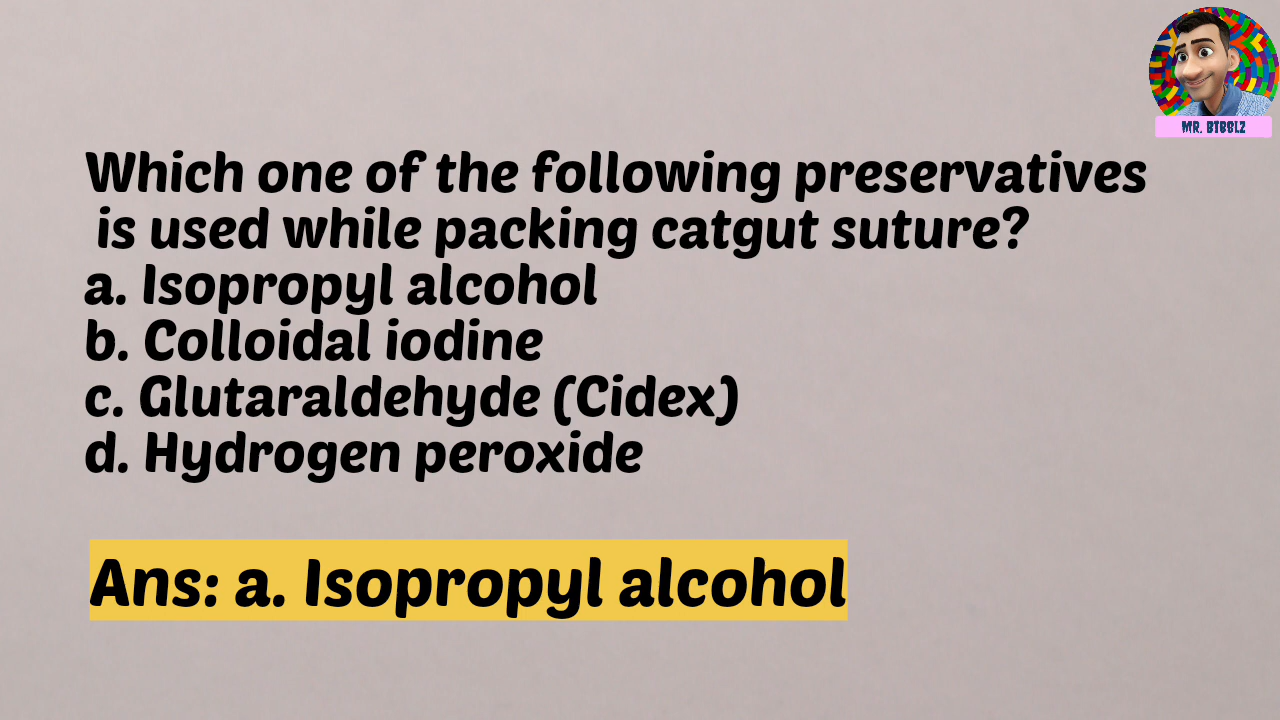 MR. BIBBLZ
Which one of the following preservatives
is used while packing catgut suture?
a. Isopropyl alcohol
b. Colloidal iodine
c. Glutaraldehyde (Cidex)
d. Hydrogen peroxide
Ans: a. Isopropyl alcohol